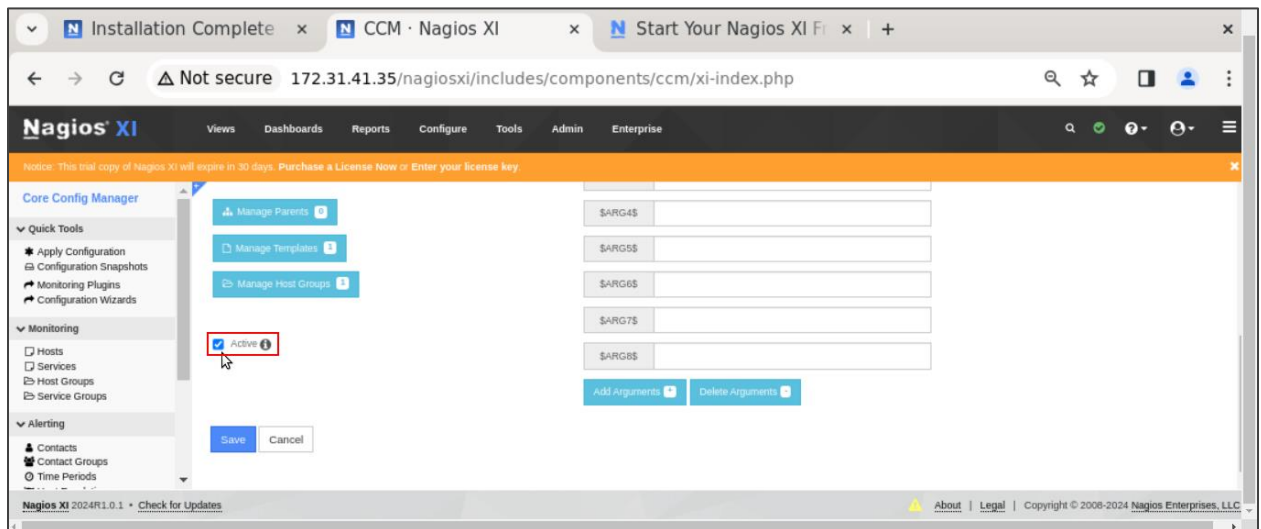 Installation Complete
CCM · Nagios XI
Start Your Nagios XI Fr
Not secure 172.31.41.35/nagiosxi/includes/components/ccm/xi-index.php
Nagios® XI Views Dashboards Reports Configure Tools Admin Enterprise
Notice: This trial copy of Nagios XI will expire in 30 days. Purchase a License Now or Enter your license key.
Core Config Manager
Quick Tools
Apply Configuration
Configuration Snapshots
Monitoring Plugins
Configuration Wizards
Monitoring
Hosts
Services
Host Groups
Service Groups
Alerting
Contacts
Contact Groups
Time Periods
Manage Parents 0
Manage Templates 1
Manage Host Groups 1
Active
Save Cancel
$ARG4$
$ARG5$
$ARG6$
$ARG7$
$ARG8$
Add Arguments + Delete Arguments -
Nagios XI 2024R1.0.1 • Check for Updates
About | Legal | Copyright © 2008-2024 Nagios Enterprises, LLC